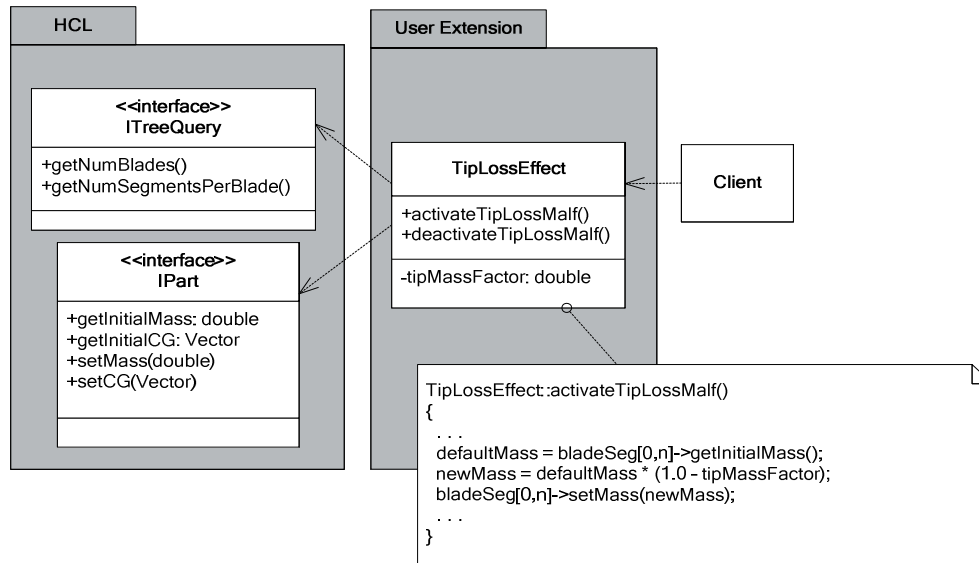 HCL
<<interface>>
ITreeQuery
+getNumBlades()
+getNumSegmentsPerBlade()
<<interface>>
IPart
+getInitialMass: double
+getInitialCG: Vector
+setMass(double)
+setCG(Vector)
User Extension
TipLossEffect
+activateTipLossMalf()
+deactivateTipLossMalf()
-tipMassFactor: double
Client
TipLossEffect::activateTipLossMalf()
{
. . .
defaultMass = bladeSeg[0,n]->getInitialMass();
newMass = defaultMass * (1.0 - tipMassFactor);
bladeSeg[0,n]->setMass(newMass);
. . .
}